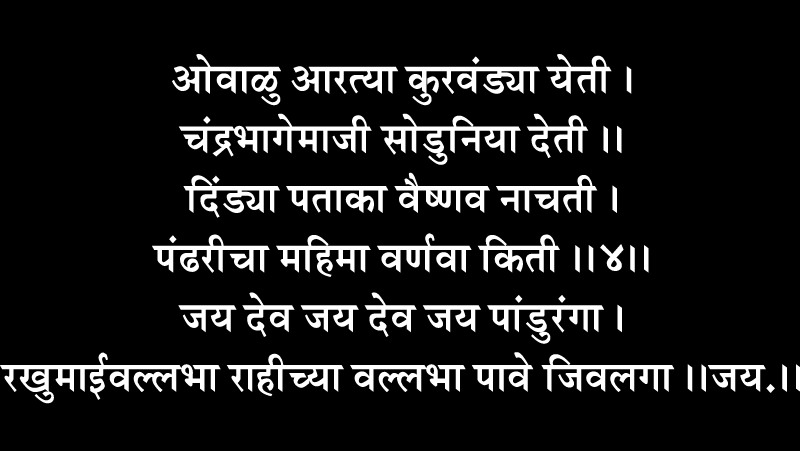 ओवाळु आरत्या कुरवंड्या येती ।
चंद्रभागेमाजी सोडुनिया देती ।।
दिंड्या पताका वैष्णव नाचती ।
पंढरीचा महिमा वर्णवा किती ।।४।।
जय देव जय देव जय पांडुरंगा ।
रखुमाईवल्लभा राहीच्या वल्लभा पावे जिवलगा ।।जय.।।